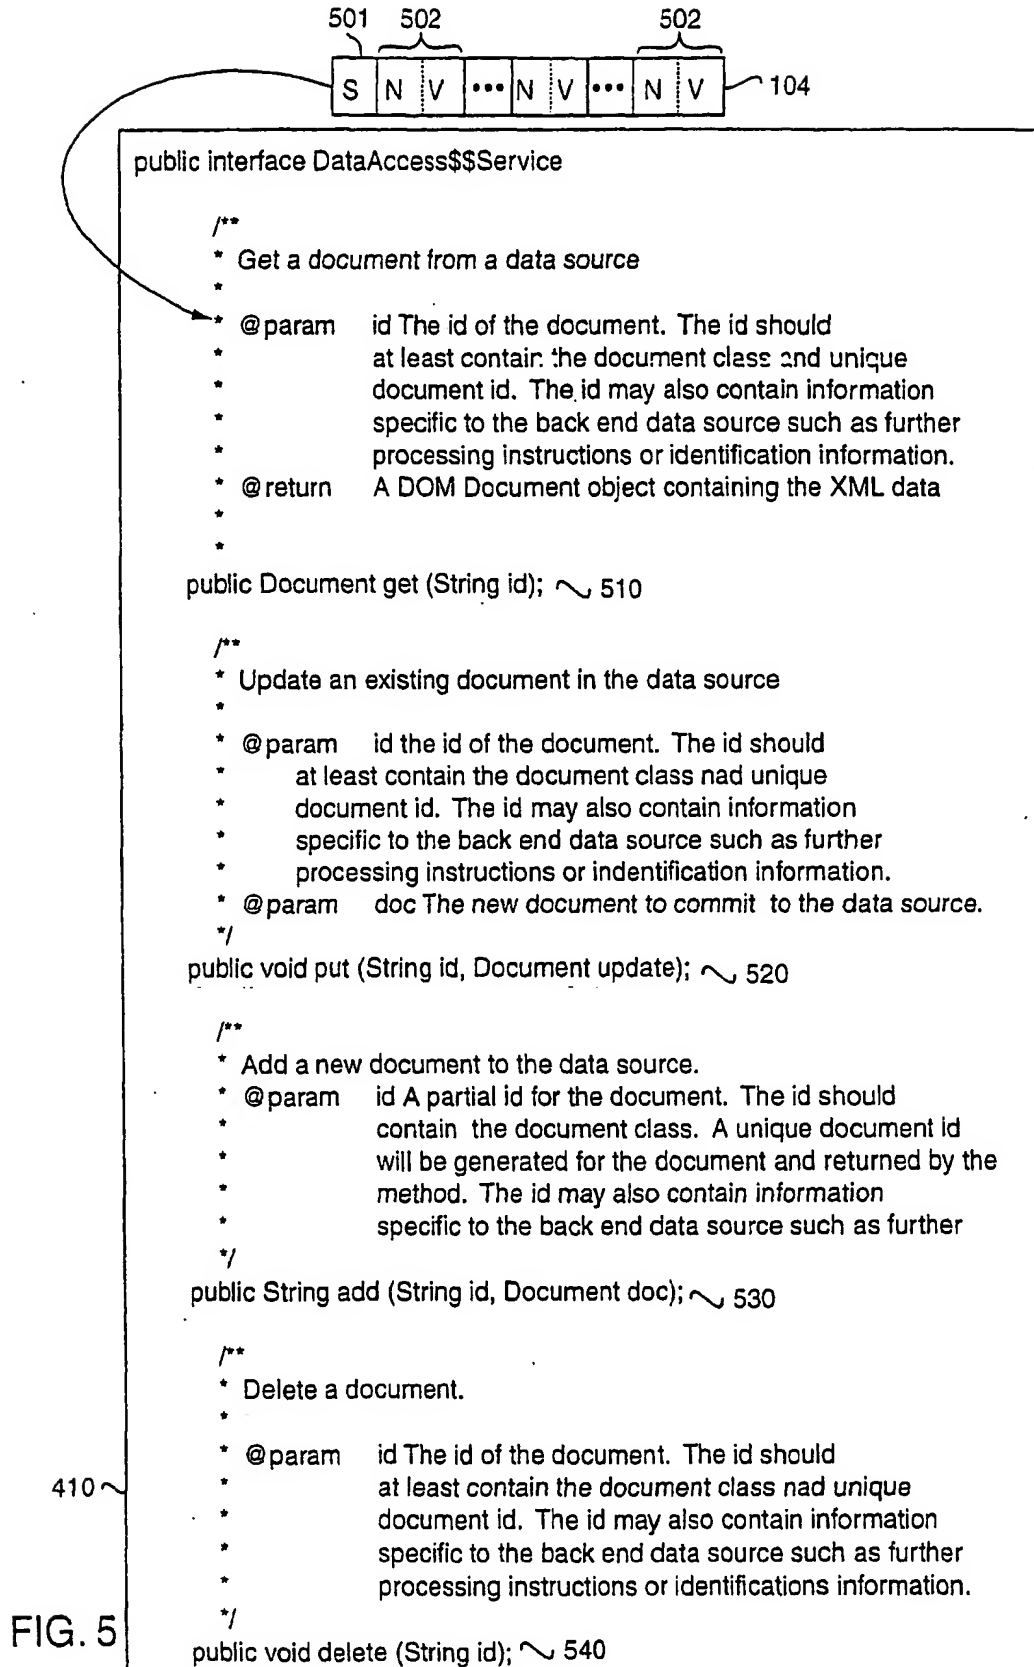 501 502 502
S N V ••• N V ••• N V 104
public interface DataAccess$$Service
/**
* Get a document from a data source
*
* @param id The id of the document. The id should
* at least contain the document class and unique
* document id. The id may also contain information
* specific to the back end data source such as further
* processing instructions or identification information.
* @return A DOM Document object containing the XML data
*
*
public Document get (String id); 510
/**
* Update an existing document in the data source
*
* @param id the id of the document. The id should
* at least contain the document class nad unique
* document id. The id may also contain information
* specific to the back end data source such as further
* processing instructions or indentification information.
* @param doc The new document to commit to the data source.
*/
public void put (String id, Document update); 520
/**
* Add a new document to the data source.
* @param id A partial id for the document. The id should
* contain the document class. A unique document id
* will be generated for the document and returned by the
* method. The id may also contain information
* specific to the back end data source such as further
*/
public String add (String id, Document doc); 530
/**
* Delete a document.
*
* @param id The id of the document. The id should
410 * at least contain the document class nad unique
* document id. The id may also contain information
* specific to the back end data source such as further
* processing instructions or identifications information.
*/
FIG. 5
public void delete (String id); 540